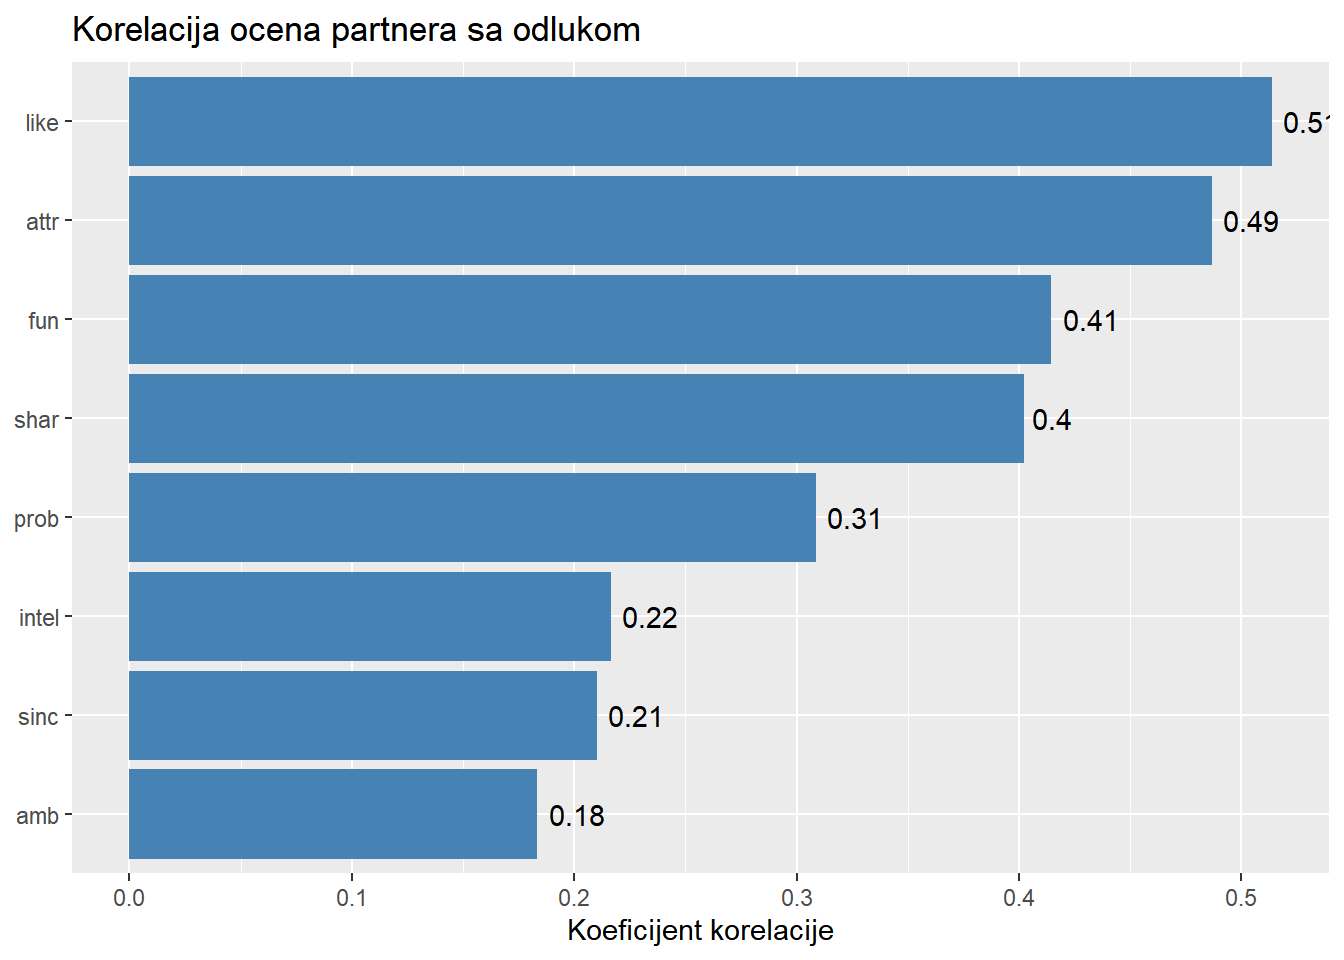 Korelacija ocena partnera sa odlukom
like 0.51
attr 0.49
fun 0.41
shar 0.4
prob 0.31
intel 0.22
sinc 0.21
amb 0.18
0.0 0.1 0.2 0.3 0.4 0.5
Koeficijent korelacije